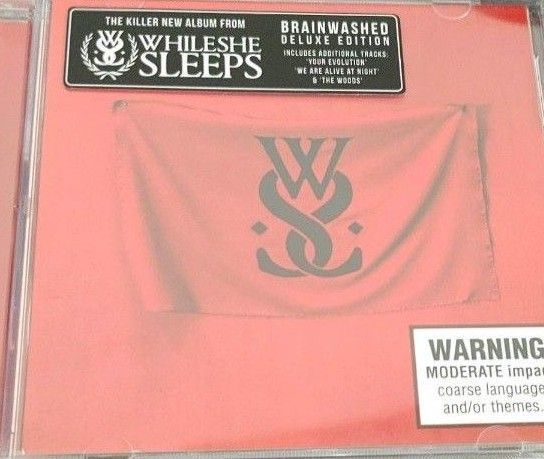 THE KILLER NEW ALBUM FROM
WHILE SHE
SLEEPS
BRAINWASHED
DELUXE EDITION
INCLUDES ADDITIONAL TRACKS:
'YOUR EVOLUTION'
'WE ARE ALIVE AT NIGHT'
& 'THE WOODS'
WS
WARNING
MODERATE impac
coarse language
and/or themes.